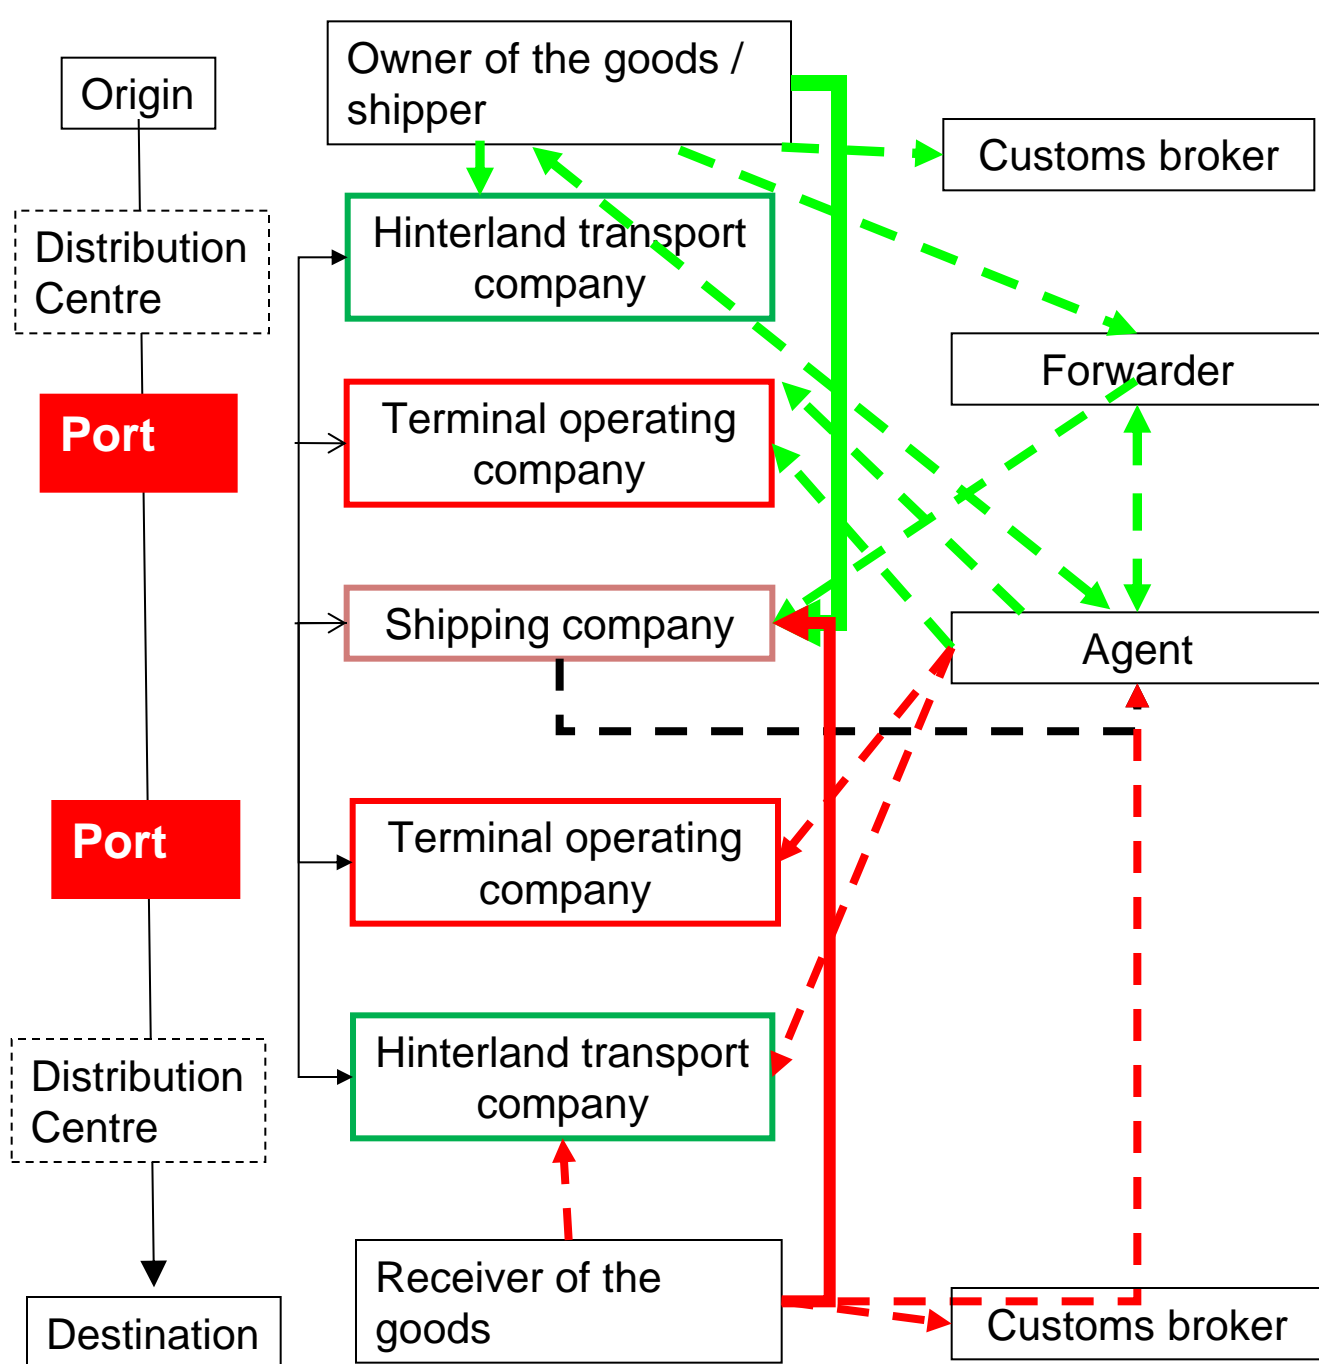 Origin
Distribution
Centre
Port
Port
Distribution
Centre
Destination
Owner of the goods /
shipper
Hinterland transport
company
Terminal operating
company
Shipping company
Terminal operating
company
Hinterland transport
company
Receiver of the
goods
Customs broker
Forwarder
Agent
Customs broker